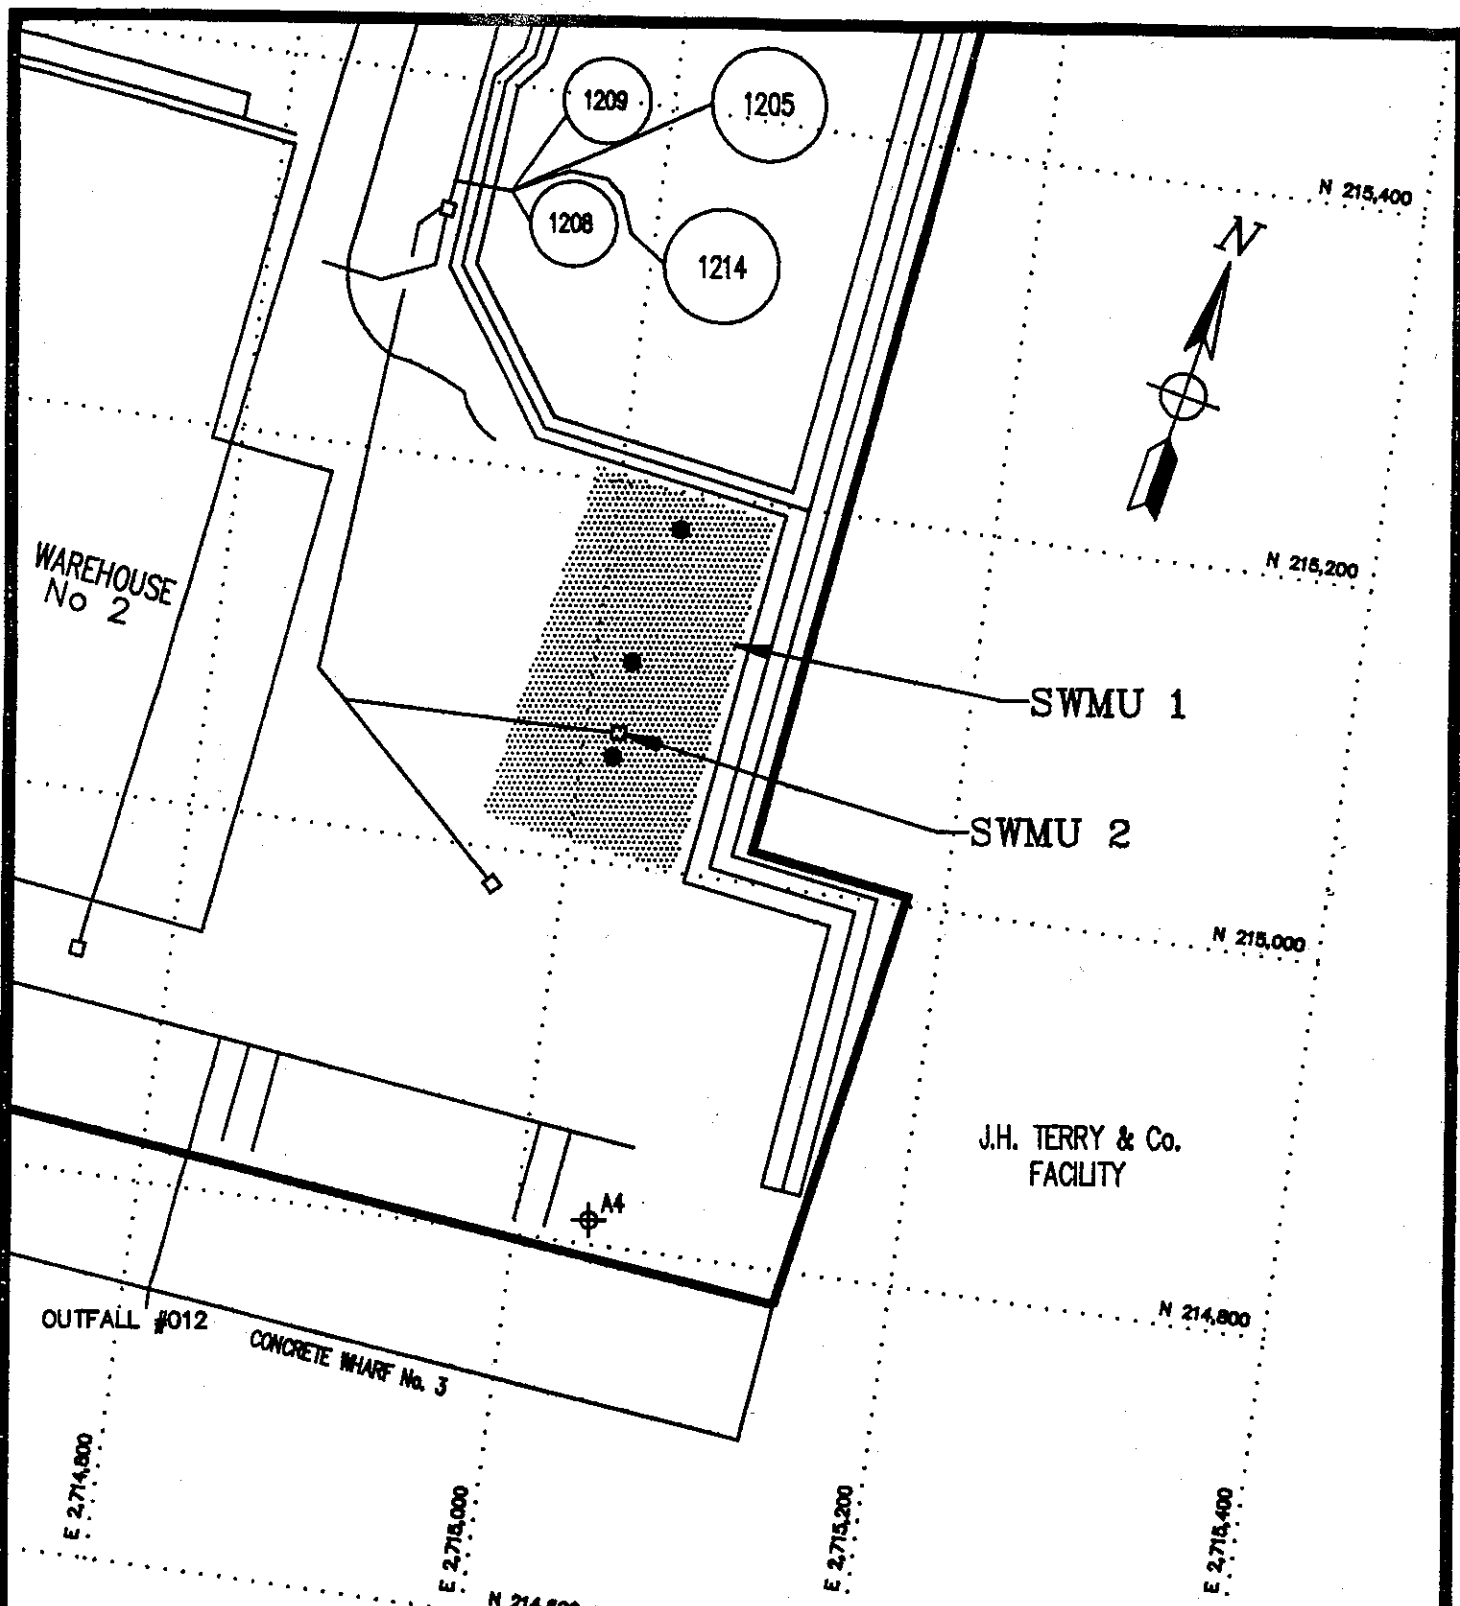 1209
1205
N 215,400
1208
1214
N
N 215,200
WAREHOUSE
No 2
SWMU 1
SWMU 2
N 215,000
J.H. TERRY & Co.
FACILITY
A4
N 214,800
OUTFALL #012
CONCRETE WHARF No. 3
E 2,714,800
E 2,715,000
E 2,715,200
E 2,715,400
N 214,600